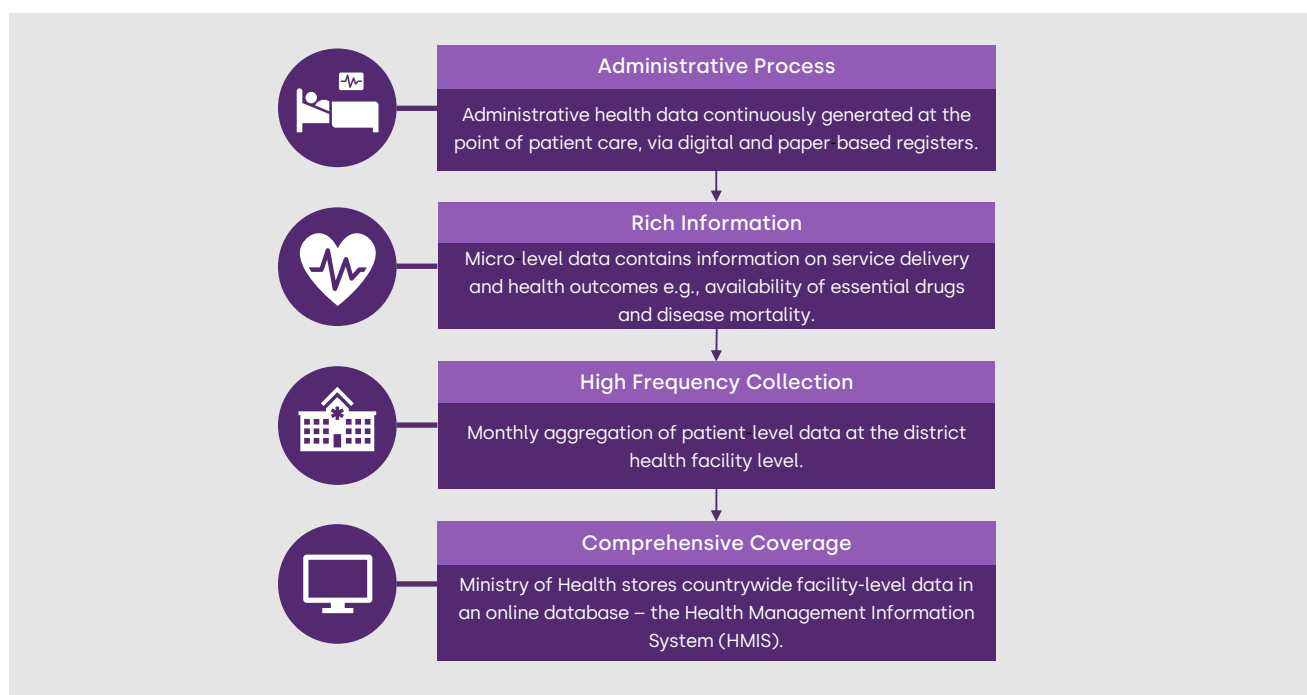 Administrative Process
Administrative health data continuously generated at the
point of patient care, via digital and paper-based registers.
Rich Information
Micro-level data contains information on service delivery
and health outcomes e.g., availability of essential drugs
and disease mortality.
High Frequency Collection
Monthly aggregation of patient-level data at the district
health facility level.
Comprehensive Coverage
Ministry of Health stores countrywide facility-level data in
an online database – the Health Management Information
System (HMIS).